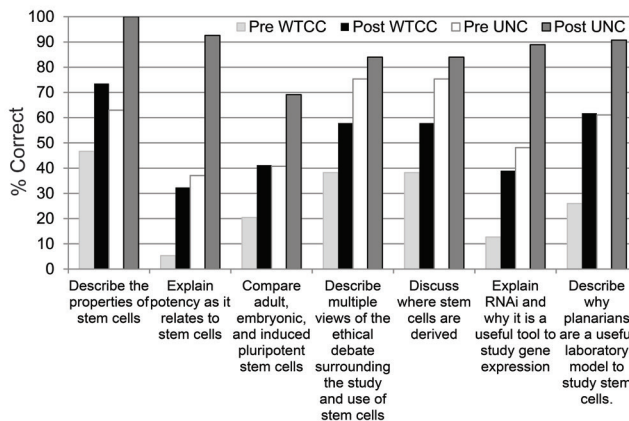 100
90
80
70
60
50
40
30
20
10
0
% Correct
Pre WTCC
Post WTCC
Pre UNC
Post UNC
Describe the
properties of
stem cells
Explain
potency as it
relates to
stem cells
Compare
adult,
embryonic,
and induced
pluripotent
stem cells
Describe
multiple
views of the
ethical
debate
surrounding
the study
and use of
stem cells
Discuss
where stem
cells are
derived
Explain
RNAi and
why it is a
useful tool to
study gene
expression
Describe
why
planarians
are a useful
laboratory
model to
study stem
cells.